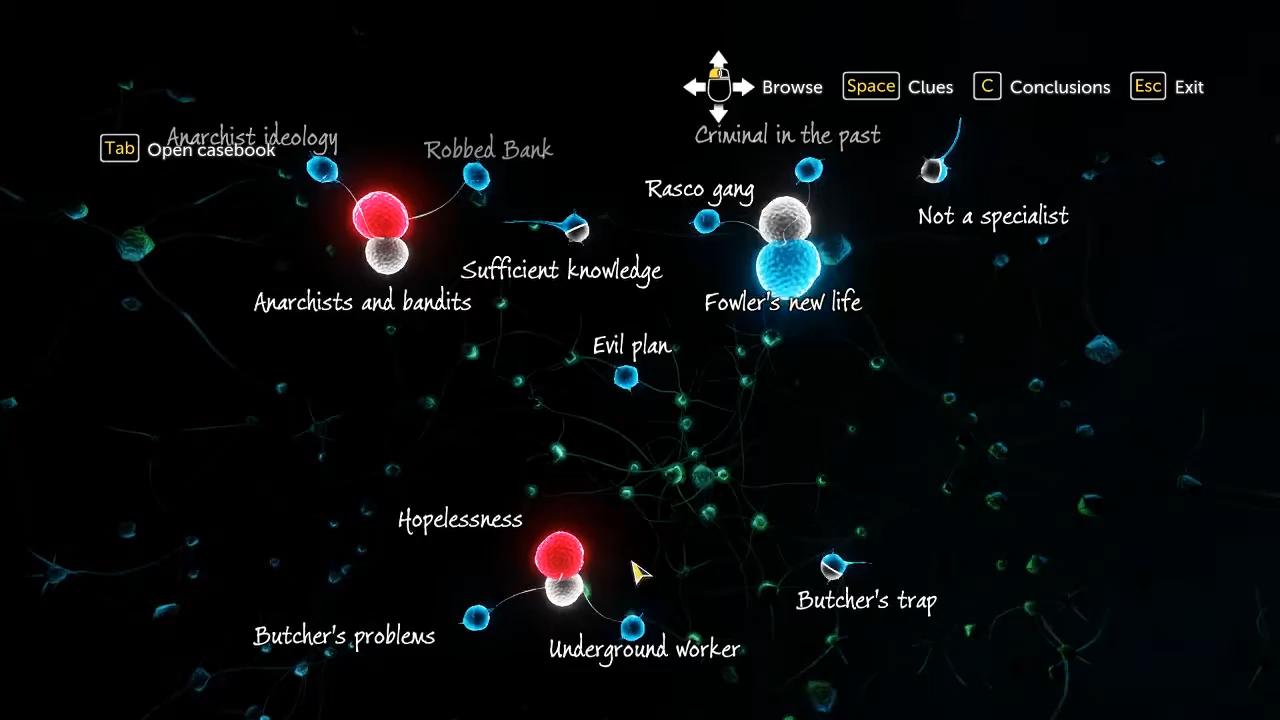 Browse
Space Clues
C Conclusions
Esc Exit
Tab Open casebook
Anarchist ideology
Robbed Bank
Criminal in the past
Rasco gang
Not a specialist
Sufficient knowledge
Anarchists and bandits
Fowler's new life
Evil plan
Hopelessness
Butcher's trap
Butcher's problems
Underground worker